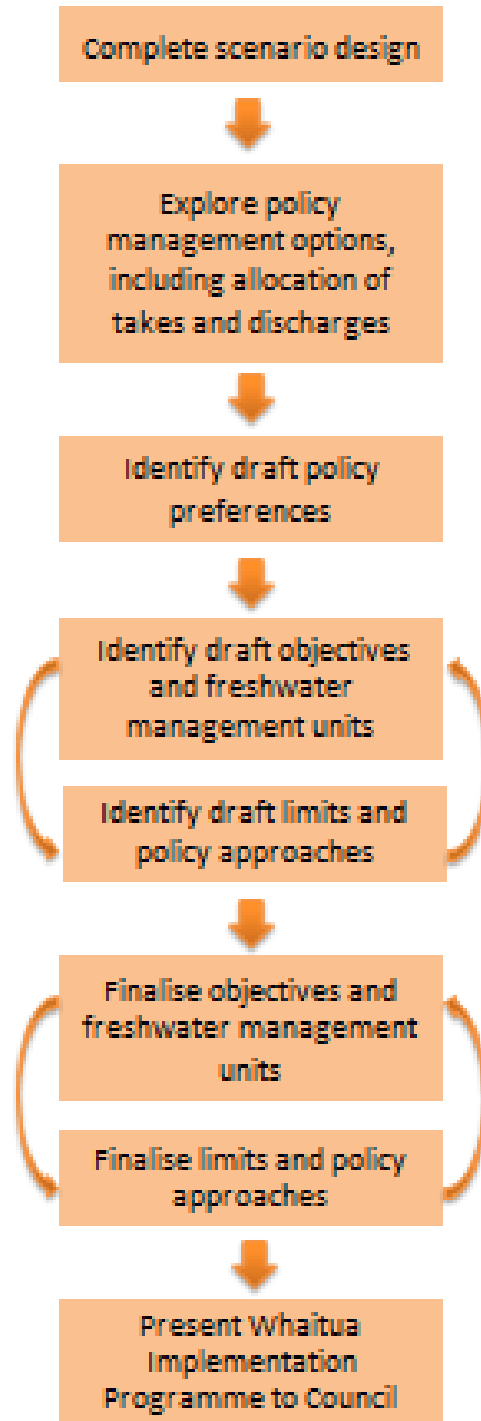 Complete scenario design
Explore policy
management options,
including allocation of
takes and discharges
Identify draft policy
preferences
Identify draft objectives
and freshwater
management units
Identify draft limits and
policy approaches
Finalise objectives and
freshwater management
units
Finalise limits and policy
approaches
Present Whaitua
Implementation
Programme to Council